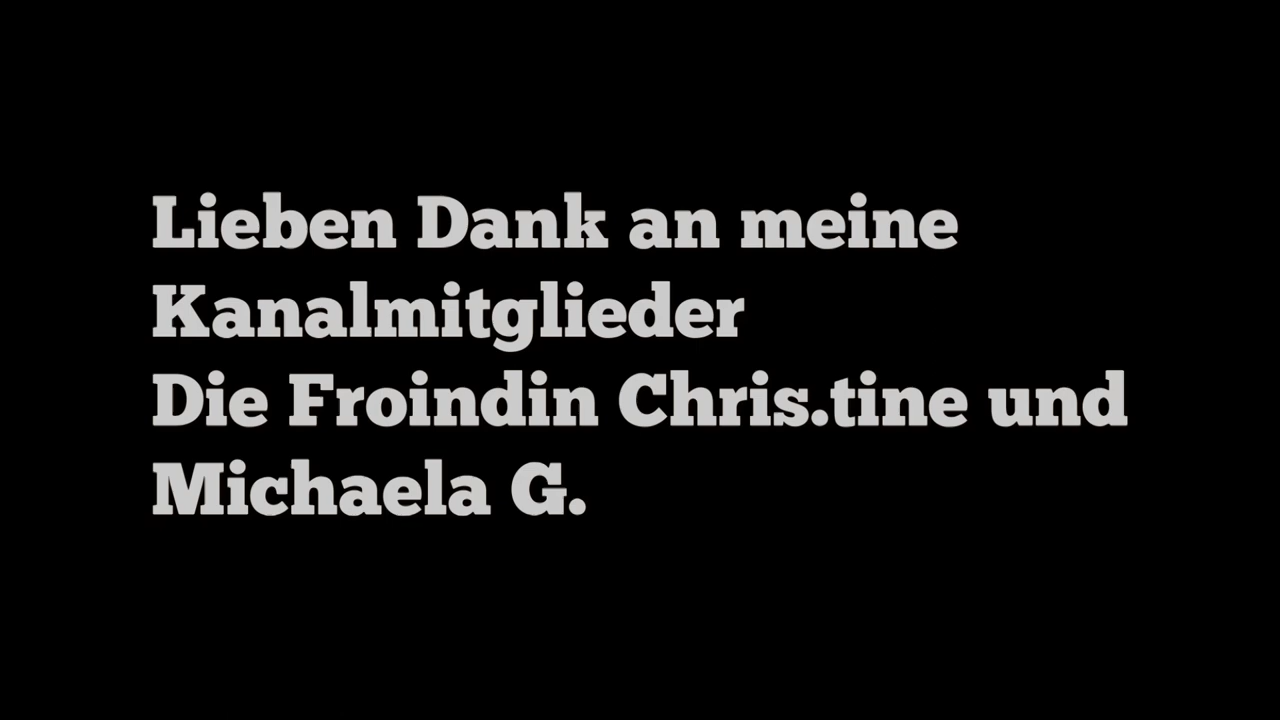 Lieben Dank an meine
Kanalmitglieder
Die Froindin Chris.tine und
Michaela G.